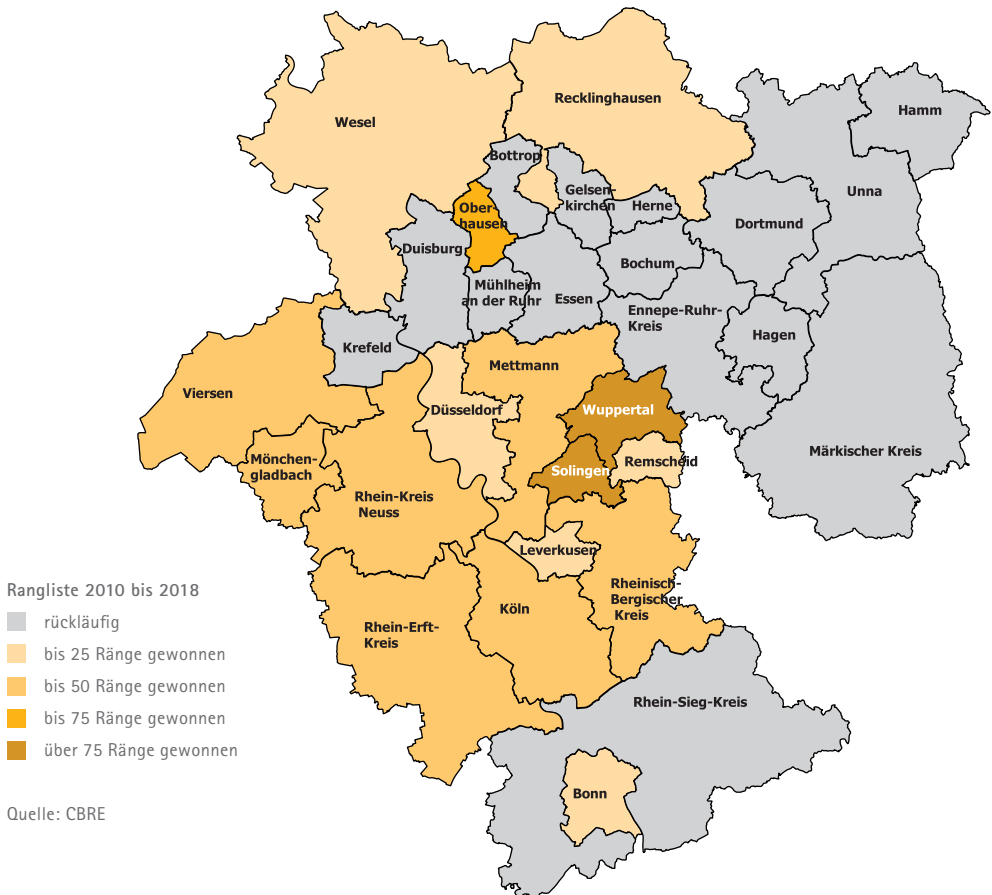 Recklinghausen
Hamm
Wesel
Bottrop
Gelsen-
kirchen
Unna
Herne
Ober-
hausen
Dortmund
Duisburg
Bochum
Mühlheim
an der Ruhr
Essen
Ennepe-Ruhr-
Kreis
Hagen
Krefeld
Mettmann
Viersen
Düsseldorf
Wuppertal
Märkischer Kreis
Mönchen-
gladbach
Solingen
Remscheid
Rhein-Kreis
Neuss
Leverkusen
Rheinisch-
Bergischer
Kreis
Köln
Rhein-Erft-
Kreis
Rhein-Sieg-Kreis
Bonn
Rangliste 2010 bis 2018
rückläufig
bis 25 Ränge gewonnen
bis 50 Ränge gewonnen
bis 75 Ränge gewonnen
über 75 Ränge gewonnen
Quelle: CBRE